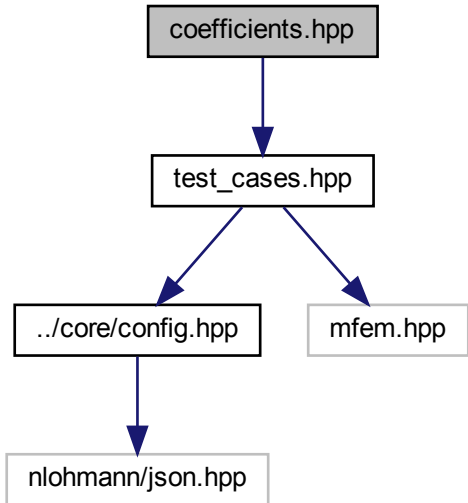 coefficients.hpp
test_cases.hpp
../core/config.hpp
mfem.hpp
nlohmann/json.hpp